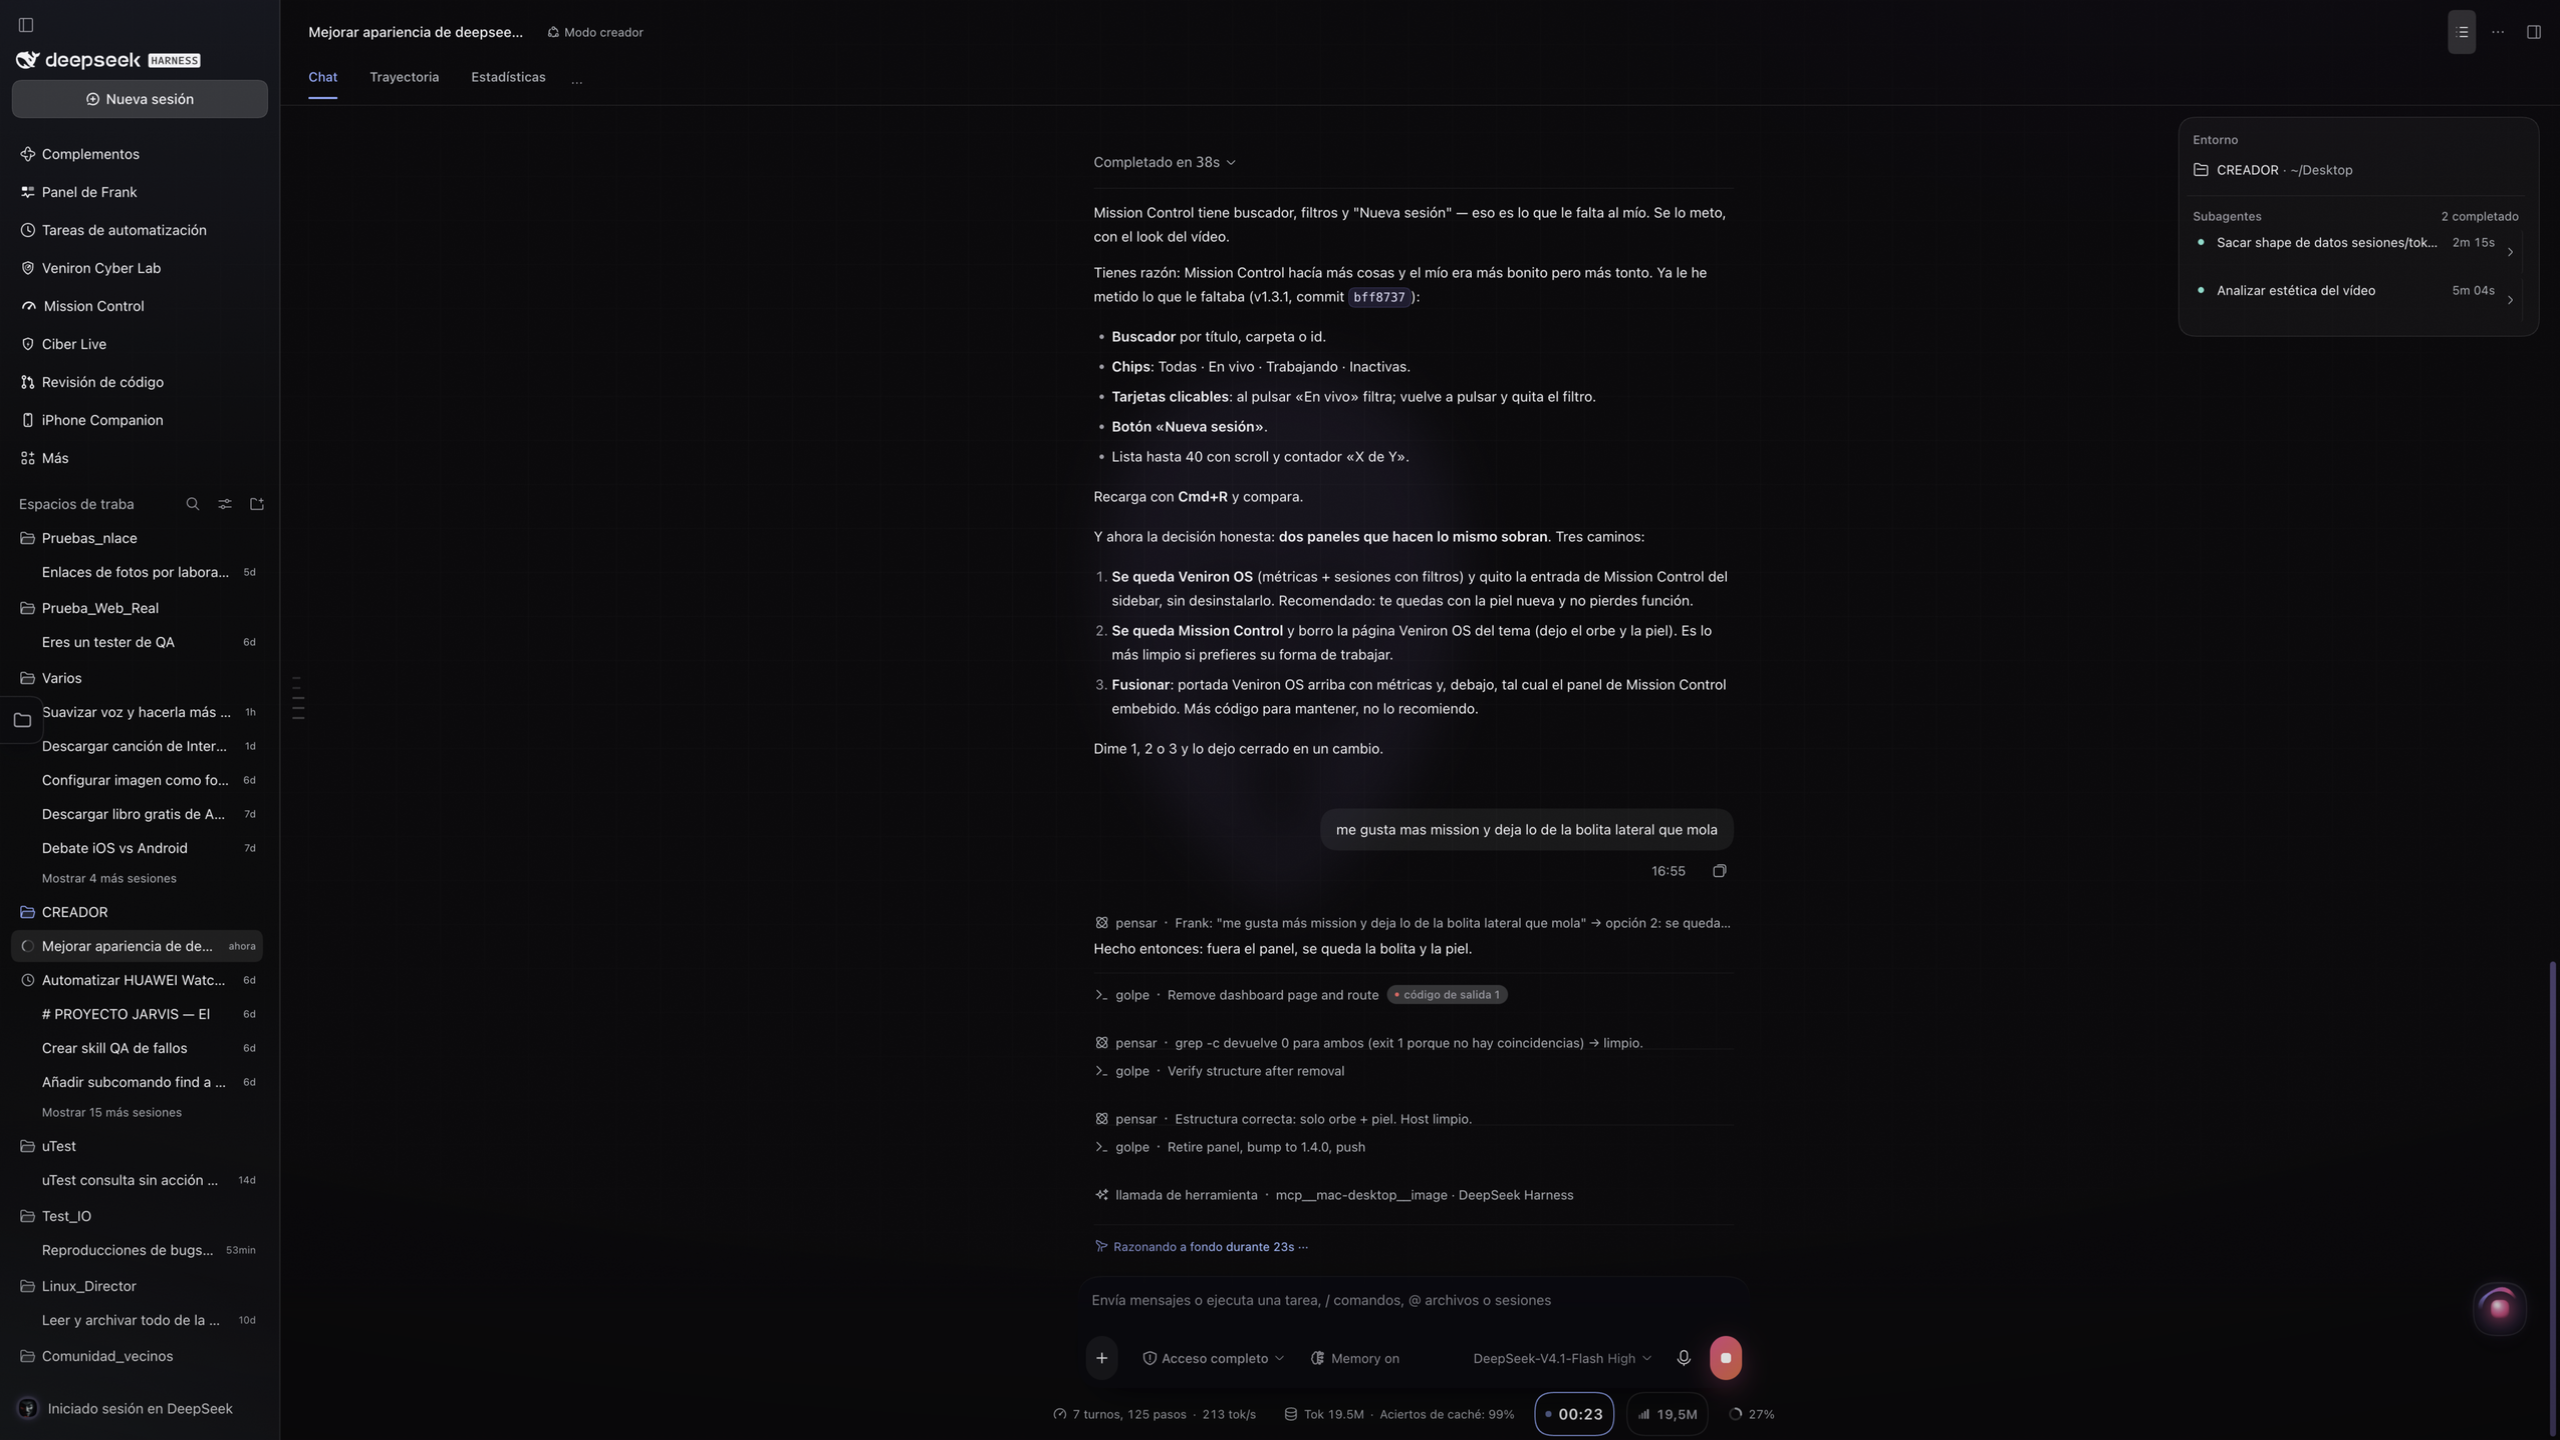 deepseek HARNESS
Nueva sesión
Complementos
Panel de Frank
Tareas de automatización
Veniron Cyber Lab
Mission Control
Ciber Live
Revisión de código
iPhone Companion
Más
Espacios de traba
Pruebas_nlace
Enlaces de fotos por labora... 5d
Prueba_Web_Real
Eres un tester de QA 6d
Varios
Suavizar voz y hacerla más ... 1h
Descargar canción de Inter... 1d
Configurar imagen como fo... 6d
Descargar libro gratis de A... 7d
Debate iOS vs Android 7d
Mostrar 4 más sesiones
CREADOR
Mejorar apariencia de de... ahora
Automatizar HUAWEI Watc... 6d
# PROYECTO JARVIS — El 6d
Crear skill QA de fallos 6d
Añadir subcomando find a ... 6d
Mostrar 15 más sesiones
uTest
uTest consulta sin acción ... 14d
Test_IO
Reproducciones de bugs... 53min
Linux_Director
Leer y archivar todo de la ... 10d
Comunidad_vecinos
Iniciado sesión en DeepSeek
Mejorar apariencia de deepsee... Modo creador
Chat Trayectoria Estadísticas ...
Completado en 38s
Mission Control tiene buscador, filtros y "Nueva sesión" — eso es lo que le falta al mío. Se lo meto,
con el look del vídeo.
Tienes razón: Mission Control hacía más cosas y el mío era más bonito pero más tonto. Ya le he
metido lo que le faltaba (v1.3.1, commit bff8737):
• Buscador por título, carpeta o id.
• Chips: Todas · En vivo · Trabajando · Inactivas.
• Tarjetas clicables: al pulsar «En vivo» filtra; vuelve a pulsar y quita el filtro.
• Botón «Nueva sesión».
• Lista hasta 40 con scroll y contador «X de Y».
Recarga con Cmd+R y compara.
Y ahora la decisión honesta: dos paneles que hacen lo mismo sobran. Tres caminos:
1. Se queda Veniron OS (métricas + sesiones con filtros) y quito la entrada de Mission Control del
sidebar, sin desinstalarlo. Recomendado: te quedas con la piel nueva y no pierdes función.
2. Se queda Mission Control y borro la página Veniron OS del tema (dejo el orbe y la piel). Es lo
más limpio si prefieres su forma de trabajar.
3. Fusionar: portada Veniron OS arriba con métricas y, debajo, tal cual el panel de Mission Control
embebido. Más código para mantener, no lo recomiendo.
Dime 1, 2 o 3 y lo dejo cerrado en un cambio.
me gusta mas mission y deja lo de la bolita lateral que mola
16:55
pensar · Frank: "me gusta más mission y deja lo de la bolita lateral que mola" → opción 2: se queda...
Hecho entonces: fuera el panel, se queda la bolita y la piel.
golpe · Remove dashboard page and route • código de salida 1
pensar · grep -c devuelve 0 para ambos (exit 1 porque no hay coincidencias) → limpio.
golpe · Verify structure after removal
pensar · Estructura correcta: solo orbe + piel. Host limpio.
golpe · Retire panel, bump to 1.4.0, push
llamada de herramienta · mcp__mac-desktop__image · DeepSeek Harness
Razonando a fondo durante 23s ...
Envía mensajes o ejecuta una tarea, / comandos, @ archivos o sesiones
Acceso completo Memory on DeepSeek-V4.1-Flash High
7 turnos, 125 pasos · 213 tok/s Tok 19.5M · Aciertos de caché: 99% 00:23 19,5M 27%
Entorno
CREADOR · ~/Desktop
Subagentes 2 completado
Sacar shape de datos sesiones/tok... 2m 15s
Analizar estética del vídeo 5m 04s